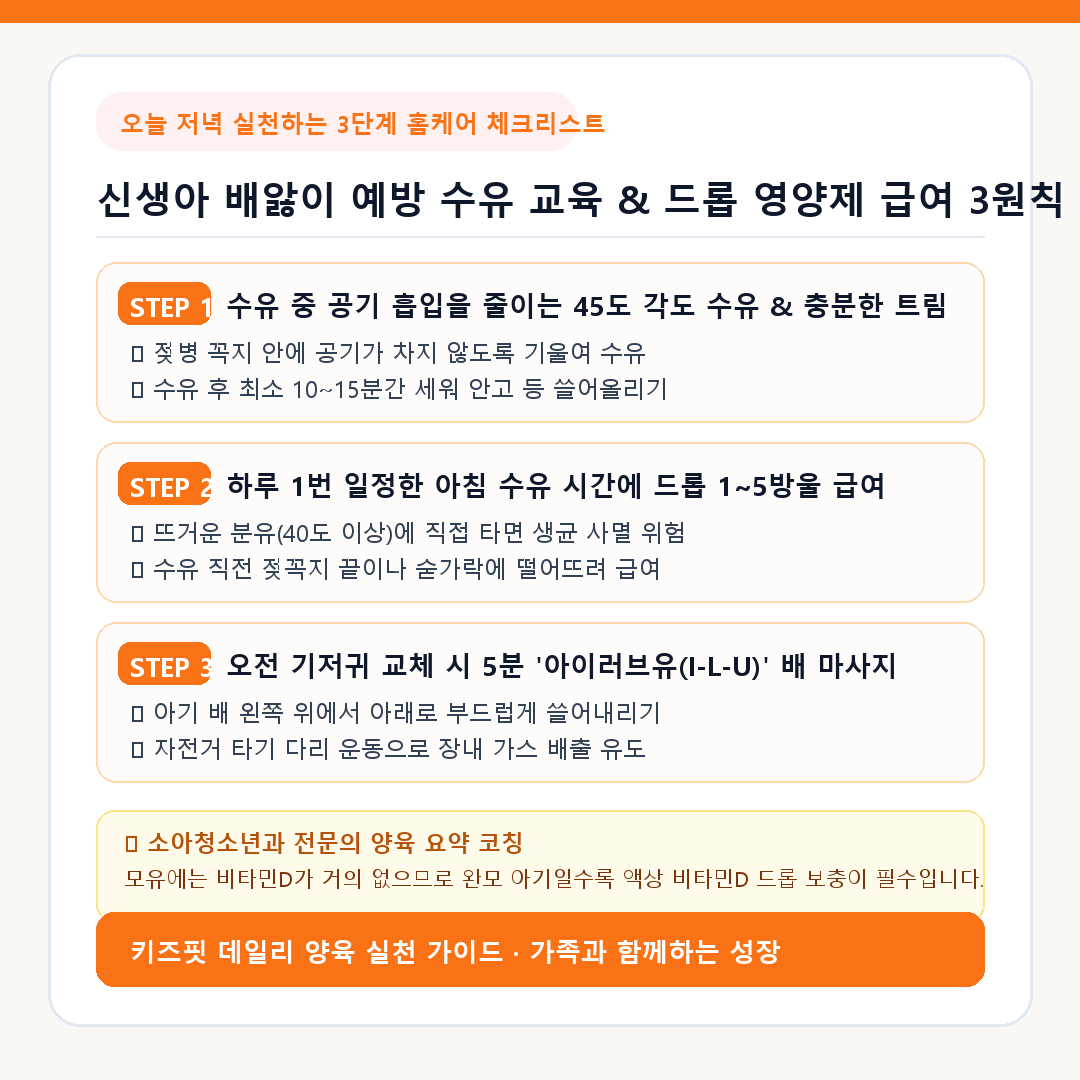 오늘 저녁 실천하는 3단계 홈케어 체크리스트
신생아 배앓이 예방 수유 교육 & 드롭 영양제 급여 3원칙
STEP 1 수유 중 공기 흡입을 줄이는 45도 각도 수유 & 충분한 트림
젖병 꼭지 안에 공기가 차지 않도록 기울여 수유
수유 후 최소 10~15분간 세워 안고 등 쓸어올리기
STEP 2 하루 1번 일정한 아침 수유 시간에 드롭 1~5방울 급여
뜨거운 분유(40도 이상)에 직접 타면 생균 사멸 위험
수유 직전 젖꼭지 끝이나 숟가락에 떨어뜨려 급여
STEP 3 오전 기저귀 교체 시 5분 '아이러브유(I-L-U)' 배 마사지
아기 배 왼쪽 위에서 아래로 부드럽게 쓸어내리기
자전거 타기 다리 운동으로 장내 가스 배출 유도
소아청소년과 전문의 양육 요약 코칭
모유에는 비타민D가 거의 없으므로 완모 아기일수록 액상 비타민D 드롭 보충이 필수입니다.
키즈핏 데일리 양육 실천 가이드 · 가족과 함께하는 성장